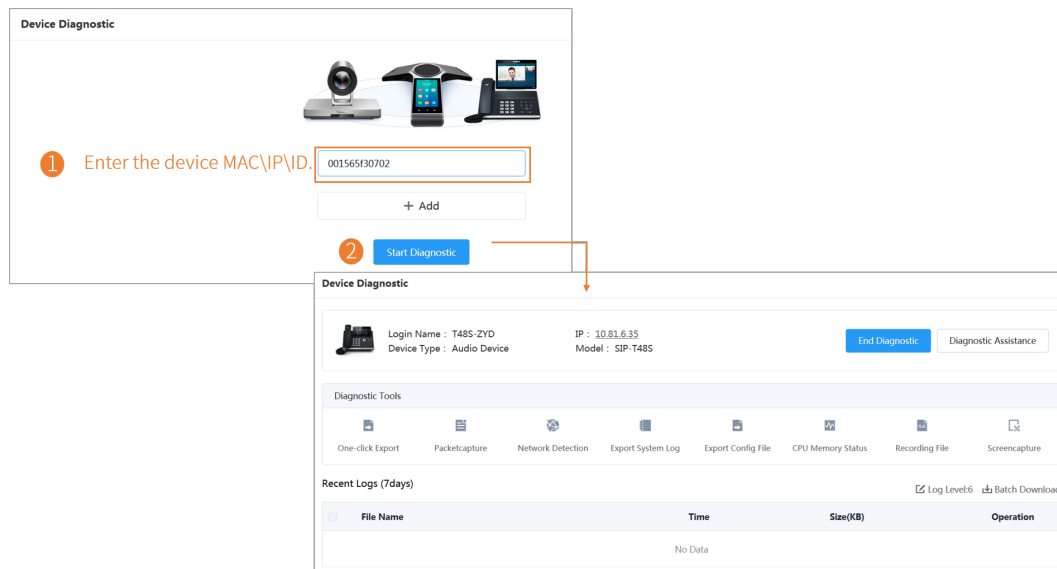 Device Diagnostic
1 Enter the device MAC\IP\ID.
001565f30702
+ Add
2 Start Diagnostic
Device Diagnostic
Login Name : T48S-ZYD
IP : 10.81.6.35
Device Type : Audio Device
Model : SIP-T48S
End Diagnostic
Diagnostic Assistance
Diagnostic Tools
One-click Export
Packetcapture
Network Detection
Export System Log
Export Config File
CPU Memory Status
Recording File
Screencapture
Recent Logs (7days)
Log Level:6
Batch Download
File Name
Time
Size(KB)
Operation
No Data